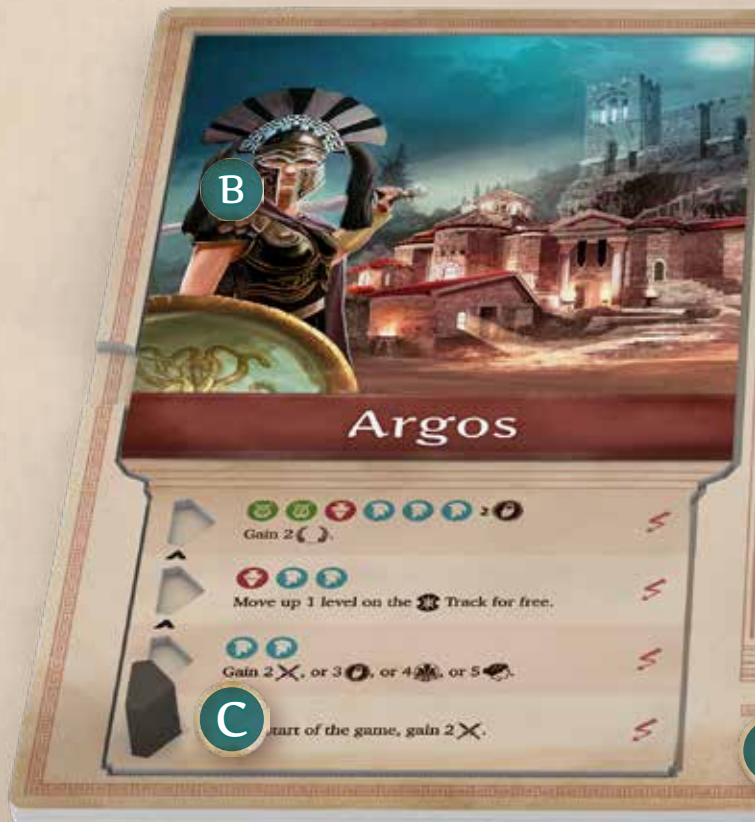 B
Argos
2
Gain 2 .
Move up 1 level on the Track for free.
Gain 2 , or 3 , or 4 , or 5 .
C
tart of the game, gain 2 .